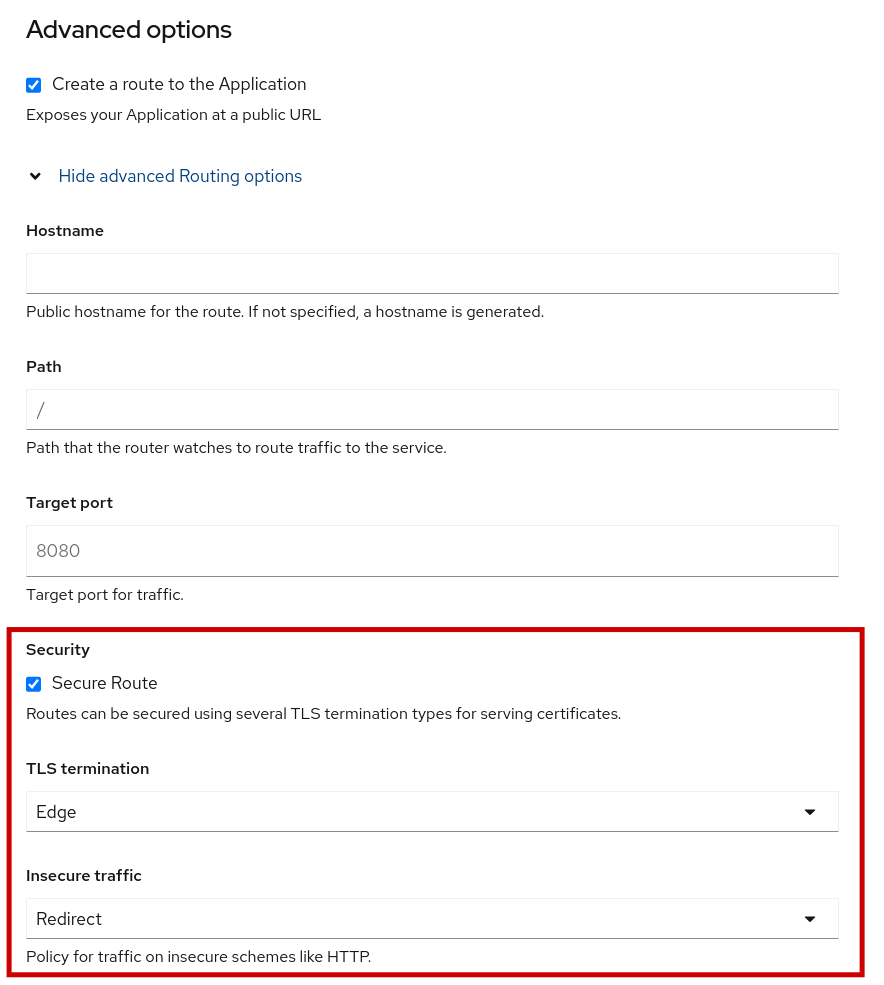 Advanced options
Create a route to the Application
Exposes your Application at a public URL
Hide advanced Routing options
Hostname
Public hostname for the route. If not specified, a hostname is generated.
Path
/
Path that the router watches to route traffic to the service.
Target port
8080
Target port for traffic.
Security
Secure Route
Routes can be secured using several TLS termination types for serving certificates.
TLS termination
Edge
Insecure traffic
Redirect
Policy for traffic on insecure schemes like HTTP.